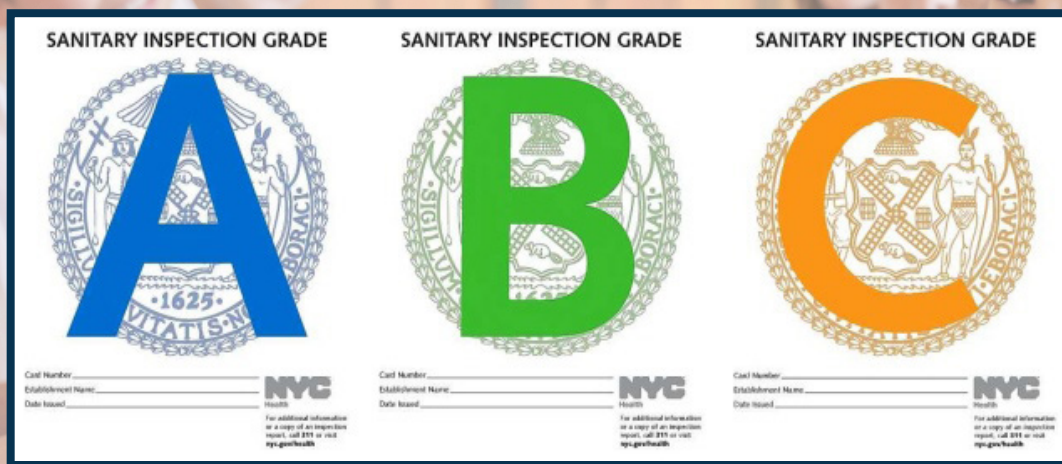 SANITARY INSPECTION GRADE
A
SIGILLUM
EBORACI
1625
VITATIS NO
Card Number
Establishment Name
Date Issued
NYC
Health
For additional information
or a copy of an inspection
report, call 311 or visit
nyc.gov/health
SANITARY INSPECTION GRADE
B
SIGILLUM
EBORACI
Card Number
Establishment Name
Date Issued
NYC
Health
For additional information
or a copy of an inspection
report, call 311 or visit
nyc.gov/health
SANITARY INSPECTION GRADE
C
EBORACI
Card Number
Establishment Name
Date Issued
NYC
Health
For additional information
or a copy of an inspection
report, call 311 or visit
nyc.gov/health